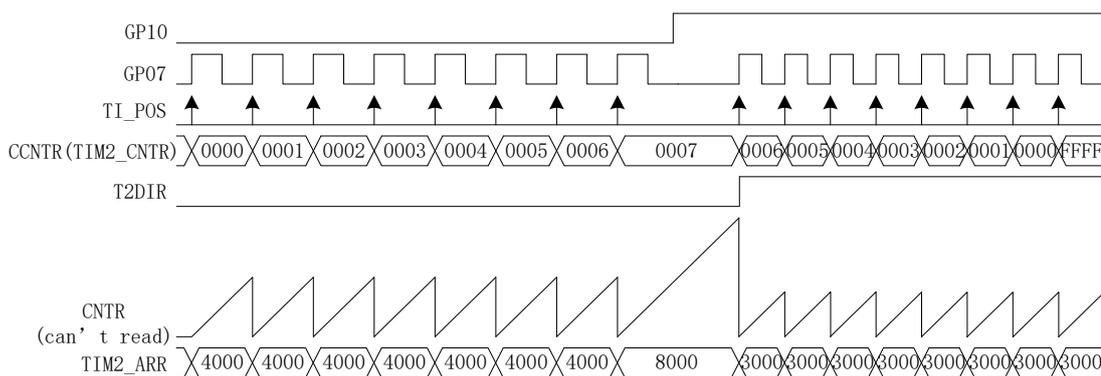 GP10
GP07
TI_POS
CCNTR(TIM2_CNTR) 0000 0001 0002 0003 0004 0005 0006 0007 0006 0005 0004 0003 0002 0001 0000 FFFF
T2DIR
CNTR
(can't read)
TIM2_ARR 4000 4000 4000 4000 4000 4000 4000 8000 3000 3000 3000 3000 3000 3000 3000 3000